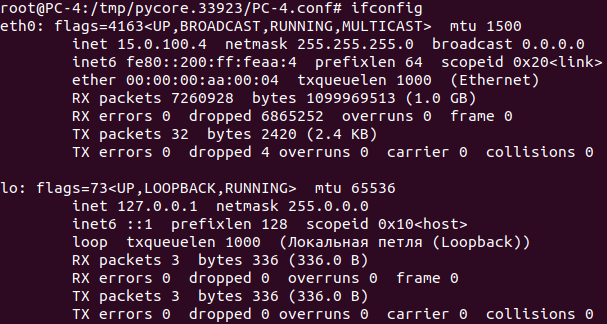 root@PC-4:/tmp/pycore.33923/PC-4.conf# ifconfig
eth0: flags=4163<UP,BROADCAST,RUNNING,MULTICAST>  mtu 1500
        inet 15.0.100.4  netmask 255.255.255.0  broadcast 0.0.0.0
        inet6 fe80::200:ff:feaa:4  prefixlen 64  scopeid 0x20<link>
        ether 00:00:00:aa:00:04  txqueuelen 1000  (Ethernet)
        RX packets 7260928  bytes 1099969513 (1.0 GB)
        RX errors 0  dropped 6865252  overruns 0  frame 0
        TX packets 32  bytes 2420 (2.4 KB)
        TX errors 0  dropped 4 overruns 0  carrier 0  collisions 0

lo: flags=73<UP,LOOPBACK,RUNNING>  mtu 65536
        inet 127.0.0.1  netmask 255.0.0.0
        inet6 ::1  prefixlen 128  scopeid 0x10<host>
        loop  txqueuelen 1000  (Локальная петля (Loopback))
        RX packets 3  bytes 336 (336.0 B)
        RX errors 0  dropped 0  overruns 0  frame 0
        TX packets 3  bytes 336 (336.0 B)
        TX errors 0  dropped 0 overruns 0  carrier 0  collisions 0